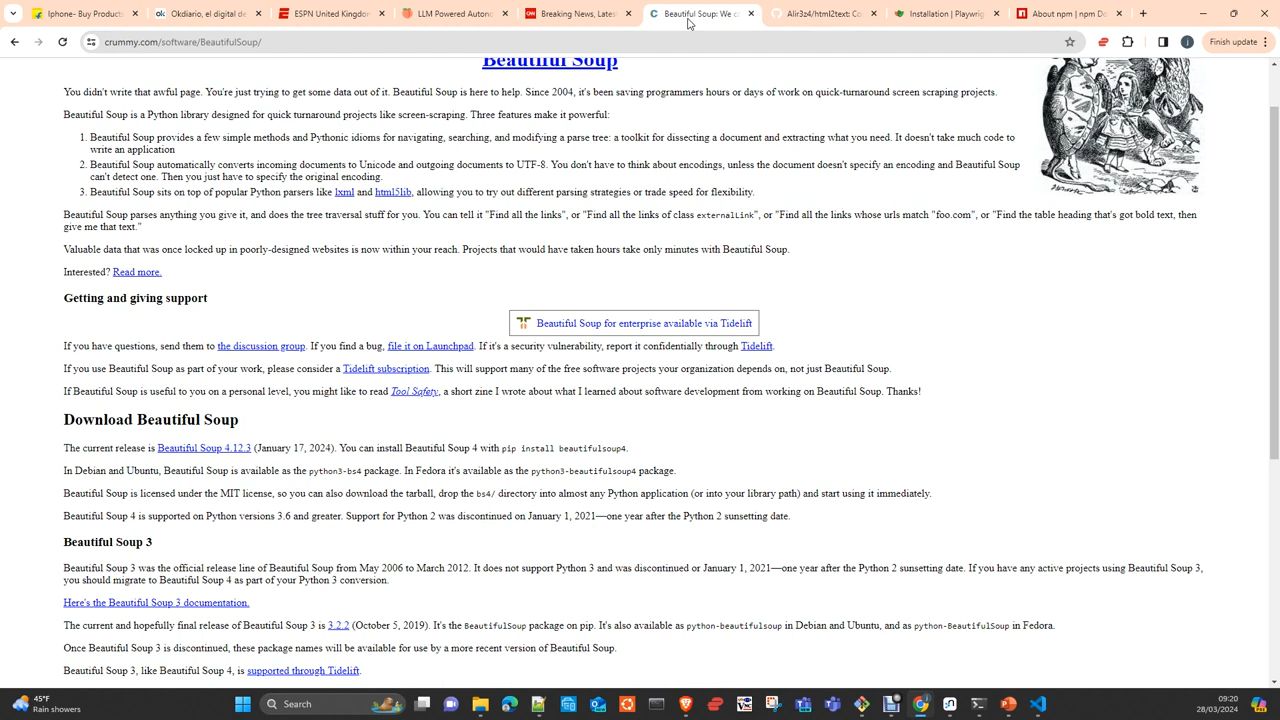 Iphone- Buy Products
Okdiario, el digital de
ESPN United Kingdom
LLM Powered Autono
Breaking News, Latest
Beautiful Soup: We ca
Alir3z4/html2text: Co
Installation | Playwrig
About npm | npm Do
crummy.com/software/BeautifulSoup/
Finish update
Beautiful Soup
You didn't write that awful page. You're just trying to get some data out of it. Beautiful Soup is here to help. Since 2004, it's been saving programmers hours or days of work on quick-turnaround screen scraping projects.
Beautiful Soup is a Python library designed for quick turnaround projects like screen-scraping. Three features make it powerful:
1. Beautiful Soup provides a few simple methods and Pythonic idioms for navigating, searching, and modifying a parse tree: a toolkit for dissecting a document and extracting what you need. It doesn't take much code to
write an application
2. Beautiful Soup automatically converts incoming documents to Unicode and outgoing documents to UTF-8. You don't have to think about encodings, unless the document doesn't specify an encoding and Beautiful Soup
can't detect one. Then you just have to specify the original encoding.
3. Beautiful Soup sits on top of popular Python parsers like lxml and html5lib, allowing you to try out different parsing strategies or trade speed for flexibility.
Beautiful Soup parses anything you give it, and does the tree traversal stuff for you. You can tell it "Find all the links", or "Find all the links of class externalLink", or "Find all the links whose urls match "foo.com", or "Find the table heading that's got bold text, then
give me that text."
Valuable data that was once locked up in poorly-designed websites is now within your reach. Projects that would have taken hours take only minutes with Beautiful Soup.
Interested? Read more.
Getting and giving support
Beautiful Soup for enterprise available via Tidelift
If you have questions, send them to the discussion group. If you find a bug, file it on Launchpad. If it's a security vulnerability, report it confidentially through Tidelift.
If you use Beautiful Soup as part of your work, please consider a Tidelift subscription. This will support many of the free software projects your organization depends on, not just Beautiful Soup.
If Beautiful Soup is useful to you on a personal level, you might like to read Tool Safety, a short zine I wrote about what I learned about software development from working on Beautiful Soup. Thanks!
Download Beautiful Soup
The current release is Beautiful Soup 4.12.3 (January 17, 2024). You can install Beautiful Soup 4 with pip install beautifulsoup4.
In Debian and Ubuntu, Beautiful Soup is available as the python3-bs4 package. In Fedora it's available as the python3-beautifulsoup4 package.
Beautiful Soup is licensed under the MIT license, so you can also download the tarball, drop the bs4/ directory into almost any Python application (or into your library path) and start using it immediately.
Beautiful Soup 4 is supported on Python versions 3.6 and greater. Support for Python 2 was discontinued on January 1, 2021—one year after the Python 2 sunsetting date.
Beautiful Soup 3
Beautiful Soup 3 was the official release line of Beautiful Soup from May 2006 to March 2012. It does not support Python 3 and was discontinued or January 1, 2021—one year after the Python 2 sunsetting date. If you have any active projects using Beautiful Soup 3,
you should migrate to Beautiful Soup 4 as part of your Python 3 conversion.
Here's the Beautiful Soup 3 documentation.
The current and hopefully final release of Beautiful Soup 3 is 3.2.2 (October 5, 2019). It's the BeautifulSoup package on pip. It's also available as python-beautifulsoup in Debian and Ubuntu, and as python-BeautifulSoup in Fedora.
Once Beautiful Soup 3 is discontinued, these package names will be available for use by a more recent version of Beautiful Soup.
Beautiful Soup 3, like Beautiful Soup 4, is supported through Tidelift.
45°F
Rain showers
Search
09:20
28/03/2024